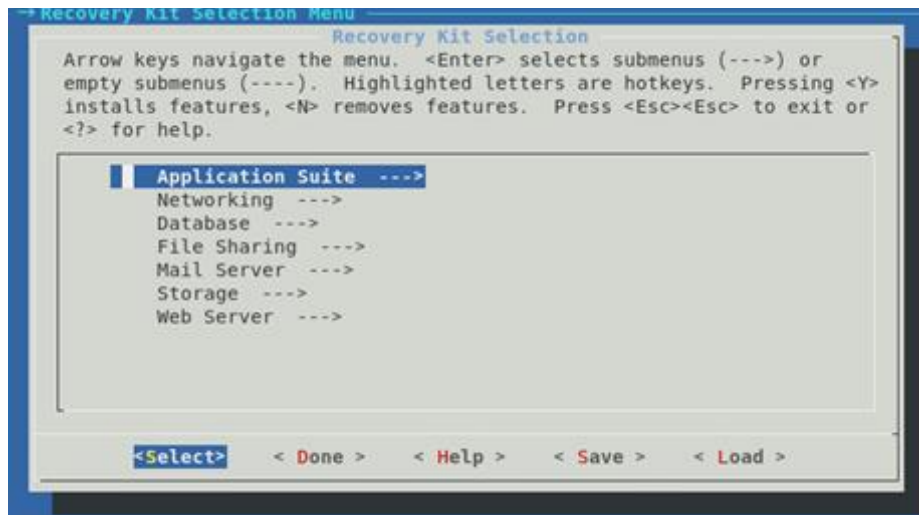 Recovery Kit Selection Menu
Recovery Kit Selection
Arrow keys navigate the menu. <Enter> selects submenus (--->) or
empty submenus (----). Highlighted letters are hotkeys. Pressing <Y>
installs features, <N> removes features. Press <Esc><Esc> to exit or
<?> for help.
Application Suite --->
Networking --->
Database --->
File Sharing --->
Mail Server --->
Storage --->
Web Server --->
<Select> < Done > < Help > < Save > < Load >